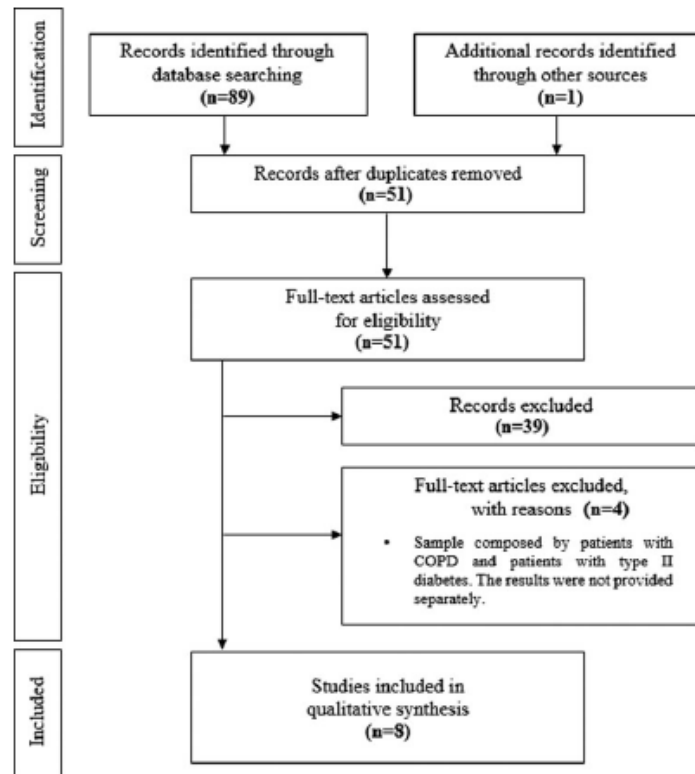 Identification
Records identified through
database searching
(n=89)
Additional records identified
through other sources
(n=1)
Screening
Records after duplicates removed
(n=51)
Eligibility
Full-text articles assessed
for eligibility
(n=51)
Records excluded
(n=39)
Full-text articles excluded,
with reasons (n=4)
• Sample composed by patients with
COPD and patients with type II
diabetes. The results were not provided
separately.
Included
Studies included in
qualitative synthesis
(n=8)